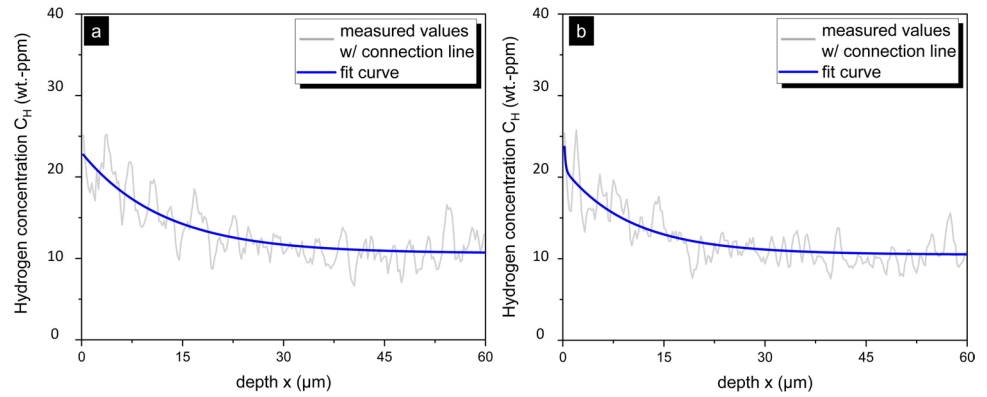 a
measured values
w/ connection line
fit curve
Hydrogen concentration C_H (wt.-ppm)
40
30
20
10
0
0 15 30 45 60
depth x (µm)
b
measured values
w/ connection line
fit curve
Hydrogen concentration C_H (wt.-ppm)
40
30
20
10
0
0 15 30 45 60
depth x (µm)